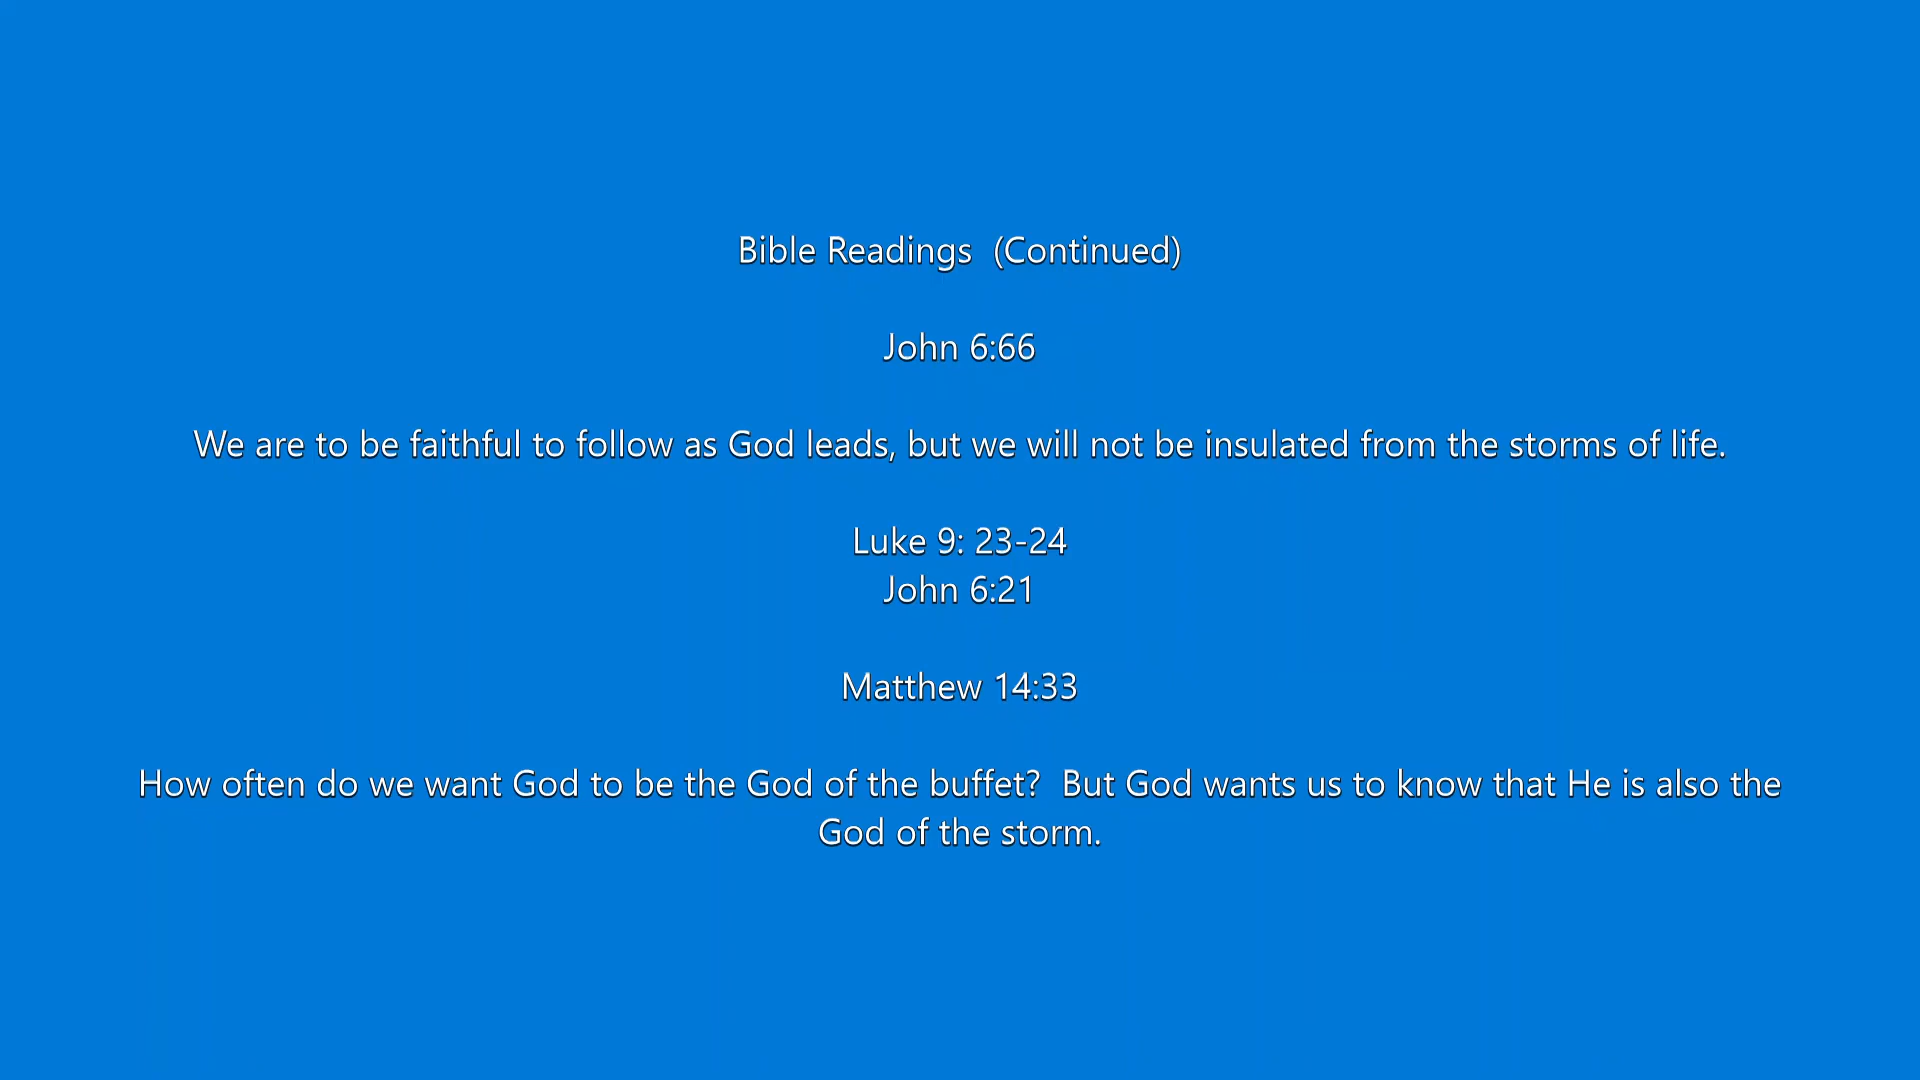 Bible Readings  (Continued)
John 6:66
We are to be faithful to follow as God leads, but we will not be insulated from the storms of life.
Luke 9: 23-24
John 6:21
Matthew 14:33
How often do we want God to be the God of the buffet?  But God wants us to know that He is also the
God of the storm.